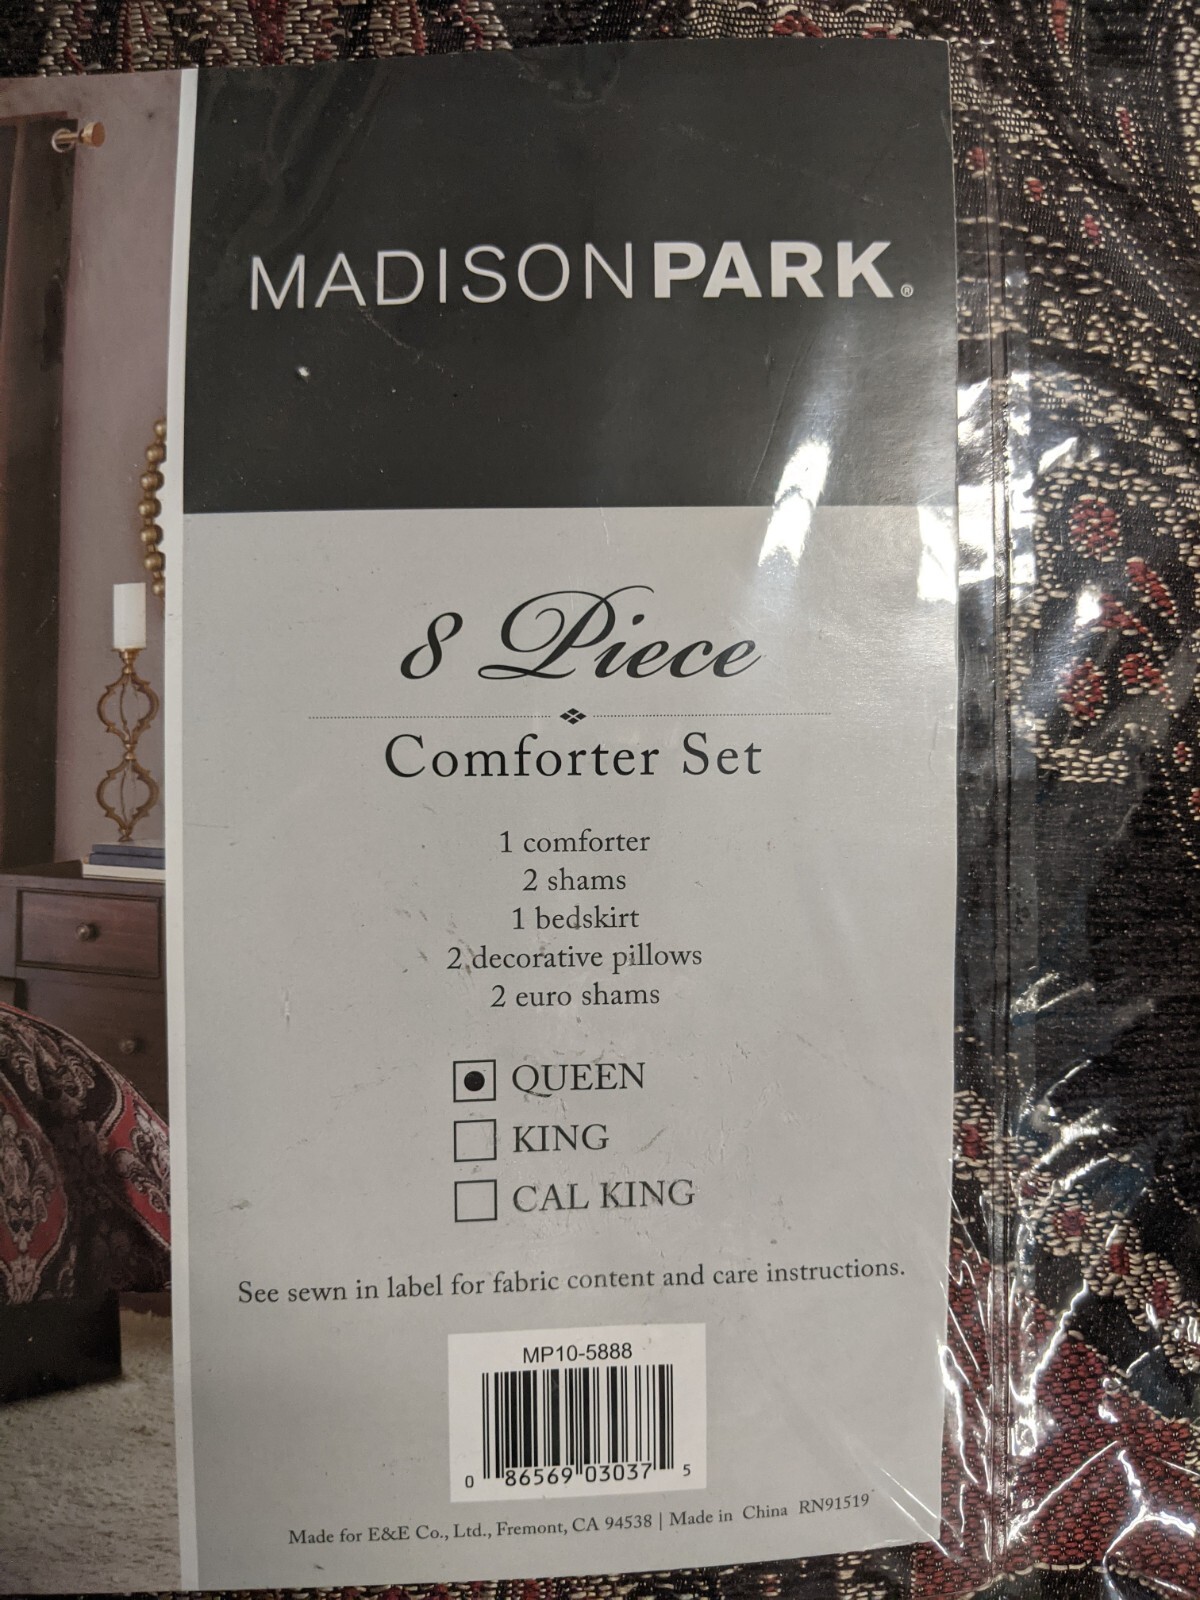 MADISONPARK®
8 Piece
Comforter Set
1 comforter
2 shams
1 bedskirt
2 decorative pillows
2 euro shams
QUEEN
KING
CAL KING
See sewn in label for fabric content and care instructions.
MP10-5888
0 86569 03037 5
Made for E&E Co., Ltd., Fremont, CA 94538 | Made in China RN91519